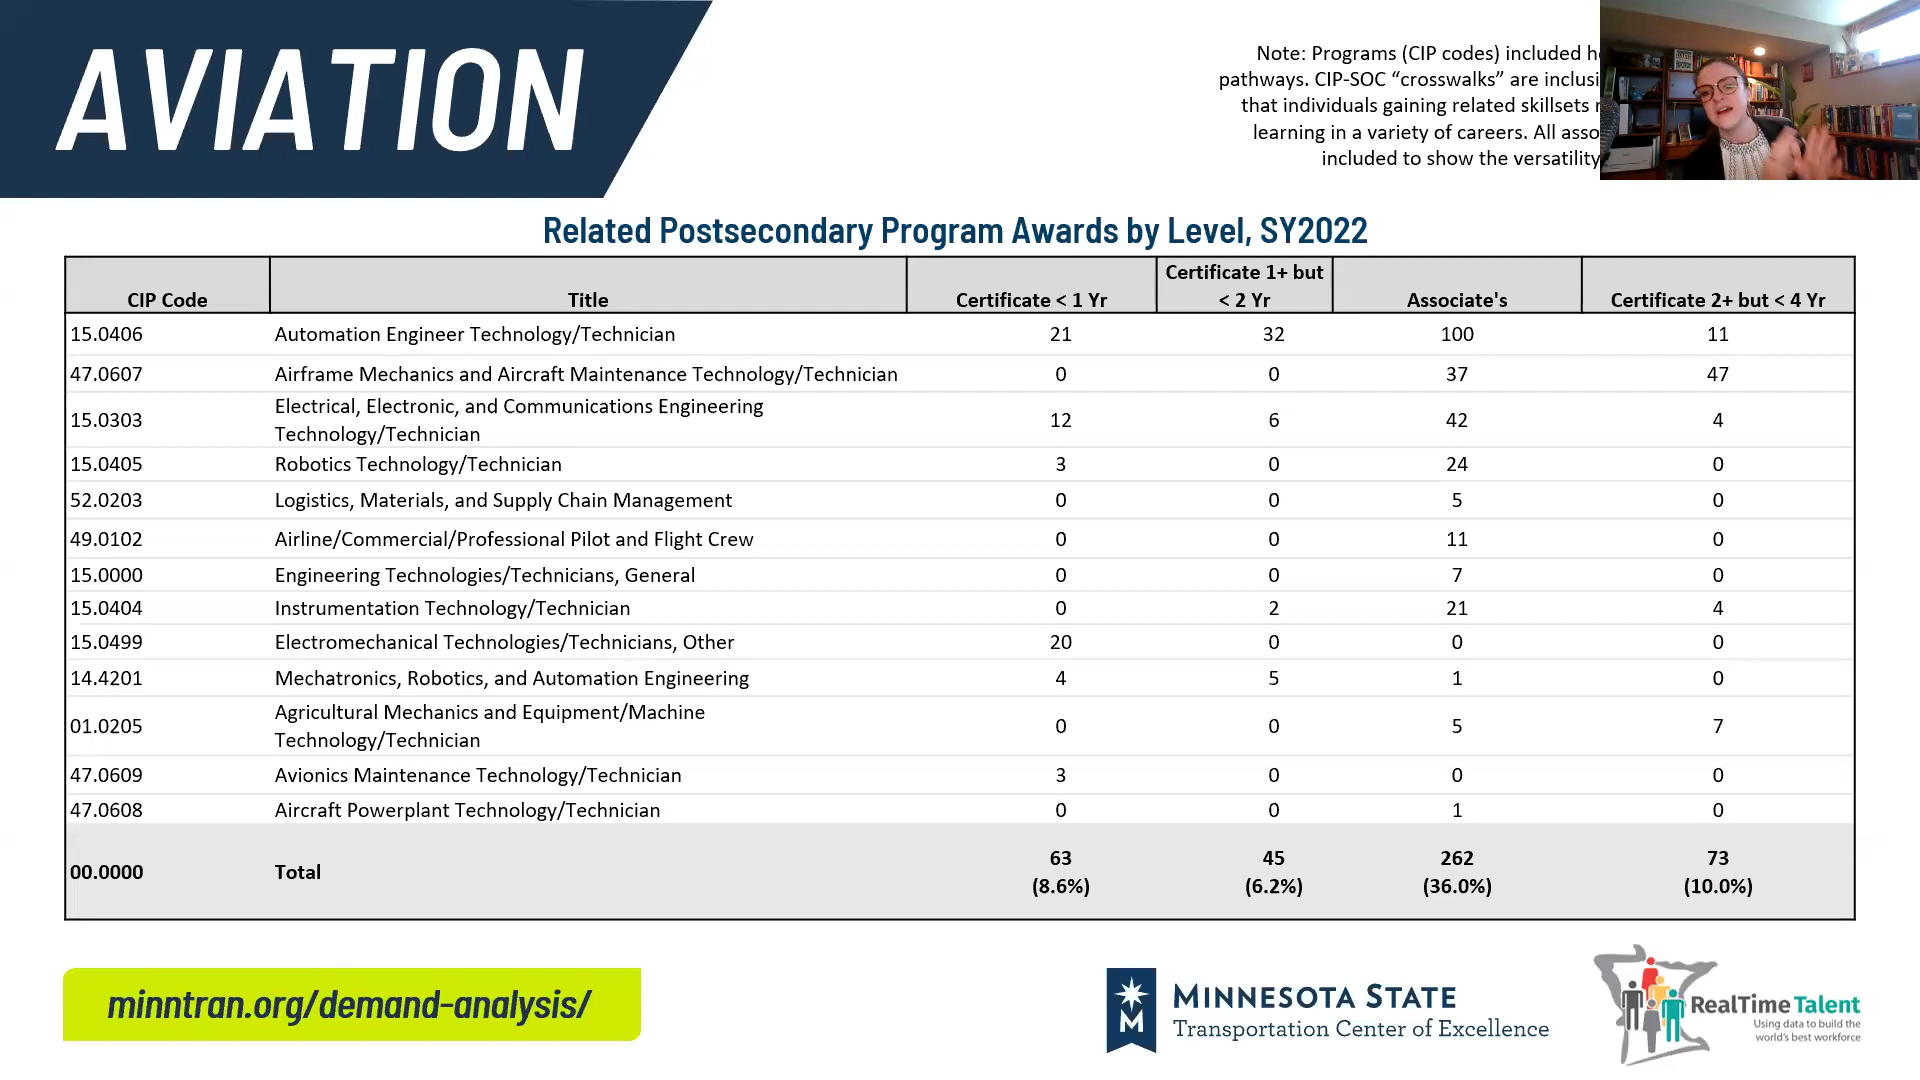 AVIATION
Note: Programs (CIP codes) included
pathways. CIP-SOC “crosswalks” are
that individuals gaining related skillsets
learning in a variety of careers. All
included to show the versatility
Related Postsecondary Program Awards by Level, SY2022
CIP Code Title Certificate < 1 Yr Certificate 1+ but
< 2 Yr Associate's Certificate 2+ but < 4 Yr
15.0406 Automation Engineer Technology/Technician 21 32 100 11
47.0607 Airframe Mechanics and Aircraft Maintenance Technology/Technician 0 0 37 47
15.0303 Electrical, Electronic, and Communications Engineering
Technology/Technician 12 6 42 4
15.0405 Robotics Technology/Technician 3 0 24 0
52.0203 Logistics, Materials, and Supply Chain Management 0 0 5 0
49.0102 Airline/Commercial/Professional Pilot and Flight Crew 0 0 11 0
15.0000 Engineering Technologies/Technicians, General 0 0 7 0
15.0404 Instrumentation Technology/Technician 0 2 21 4
15.0499 Electromechanical Technologies/Technicians, Other 20 0 0 0
14.4201 Mechatronics, Robotics, and Automation Engineering 4 5 1 0
01.0205 Agricultural Mechanics and Equipment/Machine
Technology/Technician 0 0 5 7
47.0609 Avionics Maintenance Technology/Technician 3 0 0 0
47.0608 Aircraft Powerplant Technology/Technician 0 0 1 0
00.0000 Total 63 45 262 73
(8.6%) (6.2%) (36.0%) (10.0%)
minntran.org/demand-analysis/
M
MINNESOTA STATE
Transportation Center of Excellence
RealTime Talent
Using data to build the
world's best workforce